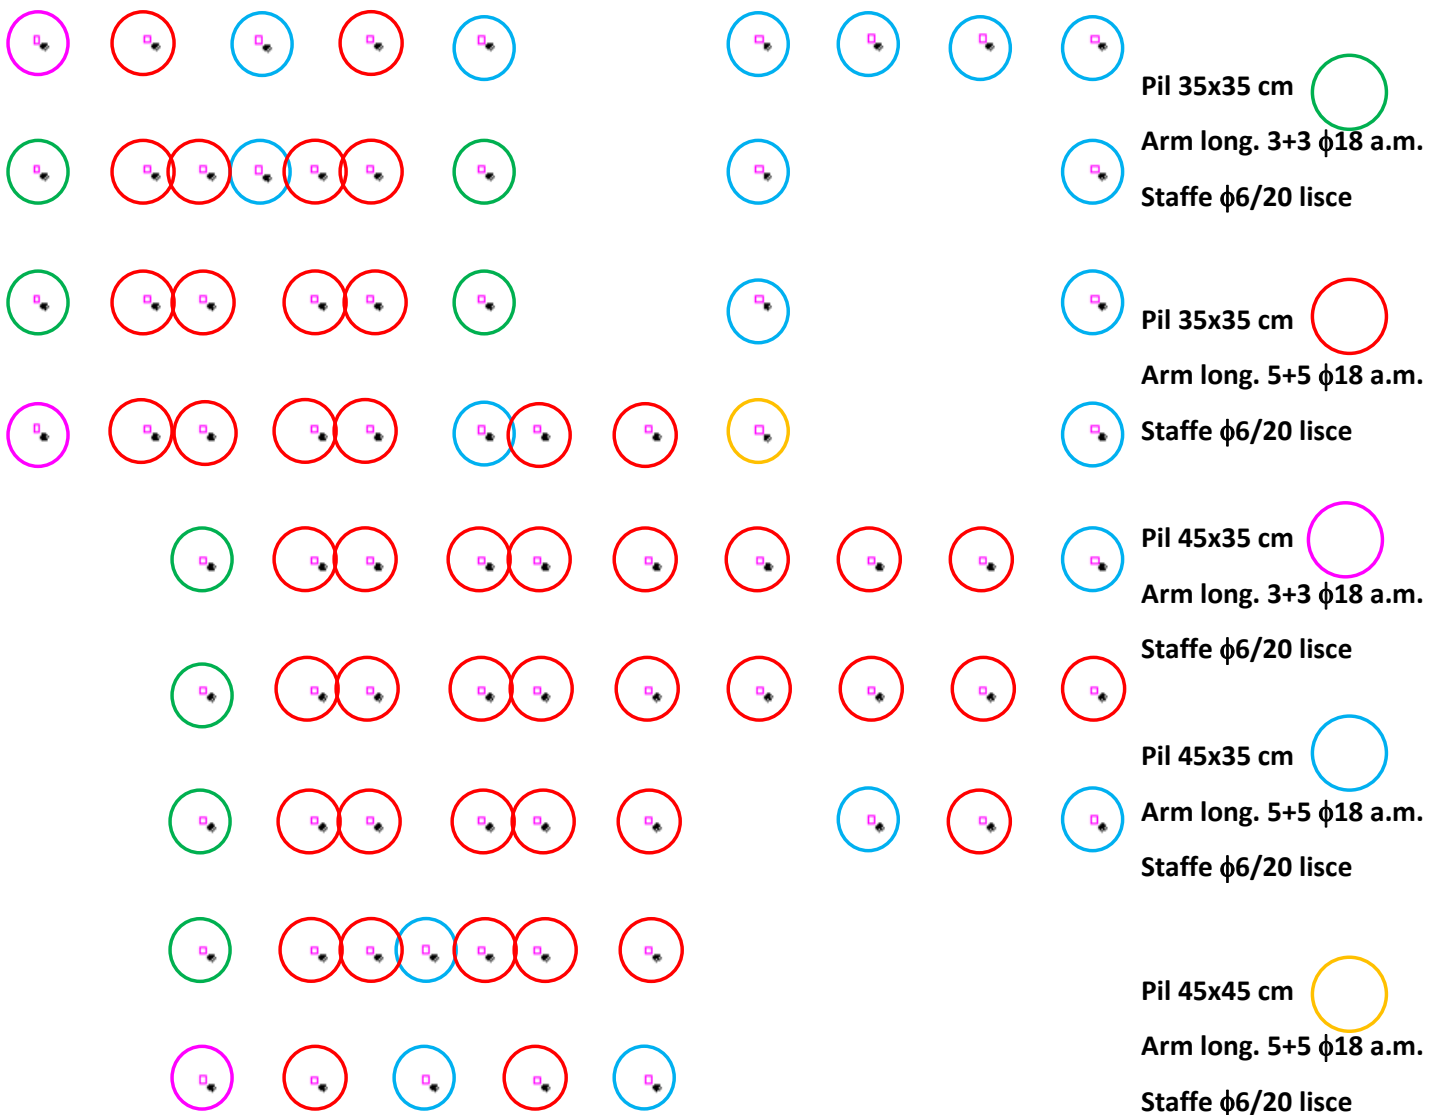 Pil 35x35 cm
Arm long. 3+3 ϕ18 a.m.
Staffe ϕ6/20 lisce
Pil 35x35 cm
Arm long. 5+5 ϕ18 a.m.
Staffe ϕ6/20 lisce
Pil 45x35 cm
Arm long. 3+3 ϕ18 a.m.
Staffe ϕ6/20 lisce
Pil 45x35 cm
Arm long. 5+5 ϕ18 a.m.
Staffe ϕ6/20 lisce
Pil 45x45 cm
Arm long. 5+5 ϕ18 a.m.
Staffe ϕ6/20 lisce